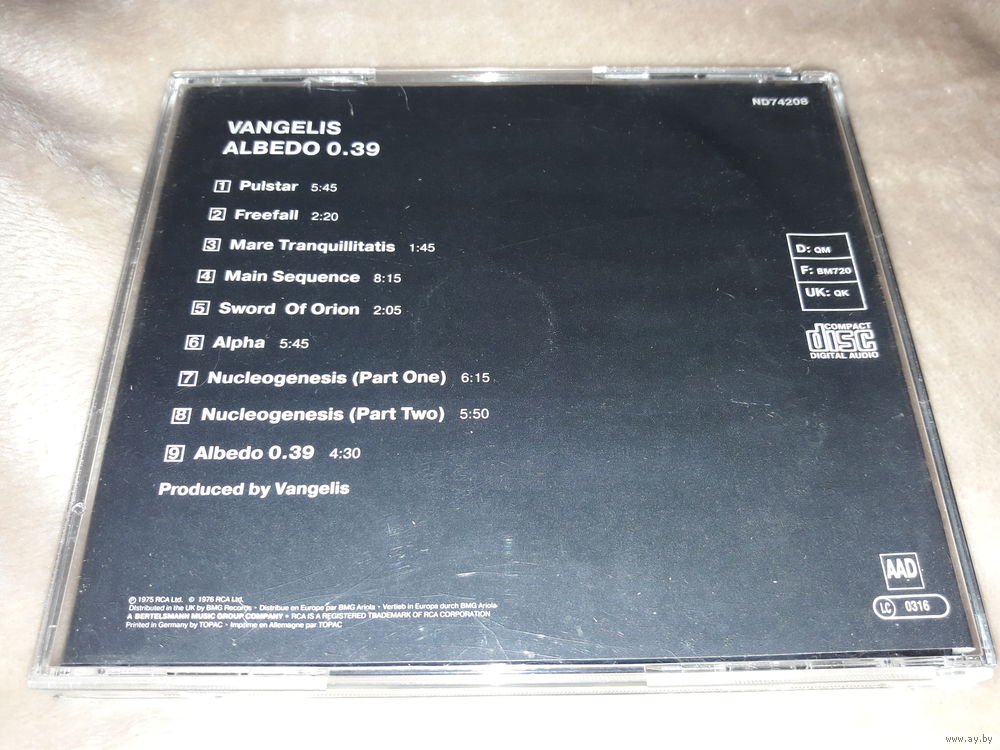 ND74208
VANGELIS
ALBEDO 0.39
1 Pulstar 5:45
2 Freefall 2:20
3 Mare Tranquillitatis 1:45
4 Main Sequence 8:15
5 Sword Of Orion 2:05
6 Alpha 5:45
7 Nucleogenesis (Part One) 6:15
8 Nucleogenesis (Part Two) 5:50
9 Albedo 0.39 4:30
Produced by Vangelis
D: QM
F: BM720
UK: QK
COMPACT
disc
DIGITAL AUDIO
AAD
LC 0316
℗ 1975 RCA Ltd. © 1976 RCA Ltd.
Distributed in the UK by BMG Records • Distribue en Europe par BMG Ariola • Vertieb in Europa durch BMG Ariola
A BERTELSMANN MUSIC GROUP COMPANY • RCA IS A REGISTERED TRADEMARK OF RCA CORPORATION
Printed in Germany by TOPAC • Imprime en Allemagne par TOPAC
www.ay.by